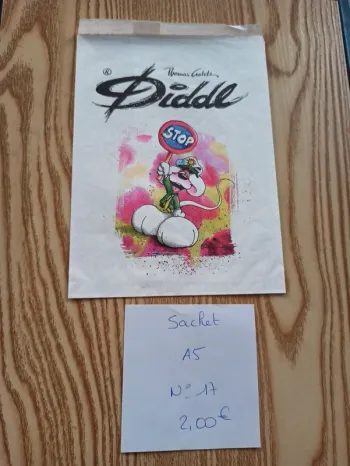 ®
Thomas Goletz
Diddl
STOP
Sachet
A5
N° 17
2,00€